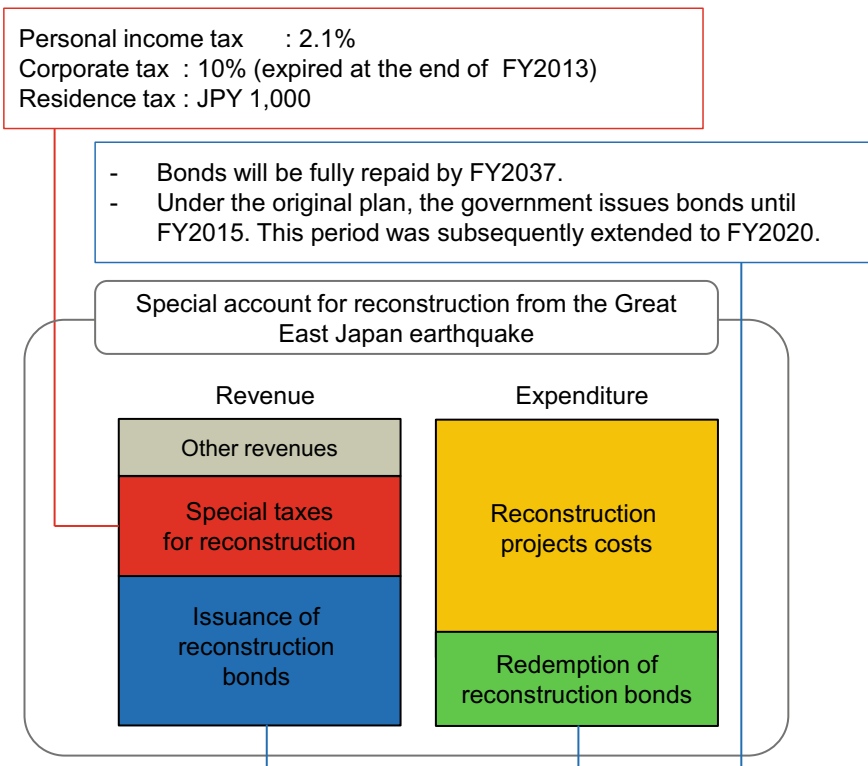 Personal income tax : 2.1%
Corporate tax : 10% (expired at the end of FY2013)
Residence tax : JPY 1,000
- Bonds will be fully repaid by FY2037.
- Under the original plan, the government issues bonds until
FY2015. This period was subsequently extended to FY2020.
Special account for reconstruction from the Great
East Japan earthquake
Revenue
Expenditure
Other revenues
Special taxes
for reconstruction
Issuance of
reconstruction
bonds
Reconstruction
projects costs
Redemption of
reconstruction bonds